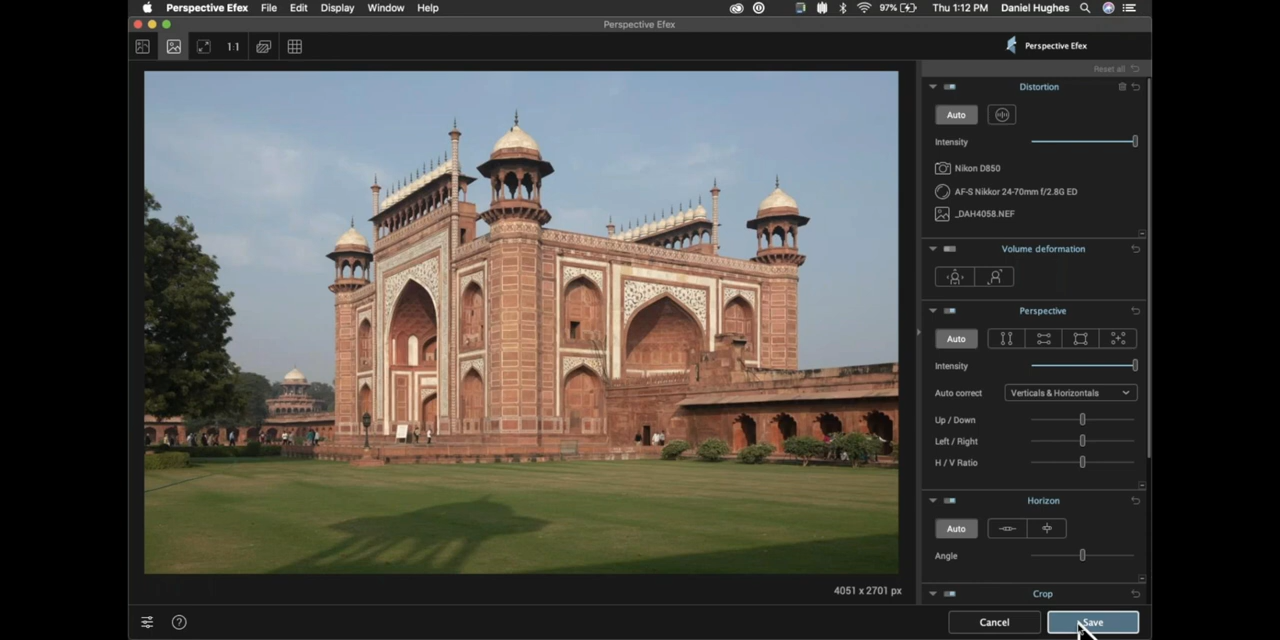 Perspective Efex File Edit Display Window Help 97% Thu 1:12 PM Daniel Hughes
Perspective Efex
1:1 Perspective Efex
Reset all
Distortion
Auto
Intensity
Nikon D850
AF-S Nikkor 24-70mm f/2.8G ED
_DAH4058.NEF
Volume deformation
Perspective
Auto
Intensity
Auto correct Verticals & Horizontals
Up / Down
Left / Right
H / V Ratio
Horizon
Auto
Angle
4051 x 2701 px
Crop
? Cancel Save